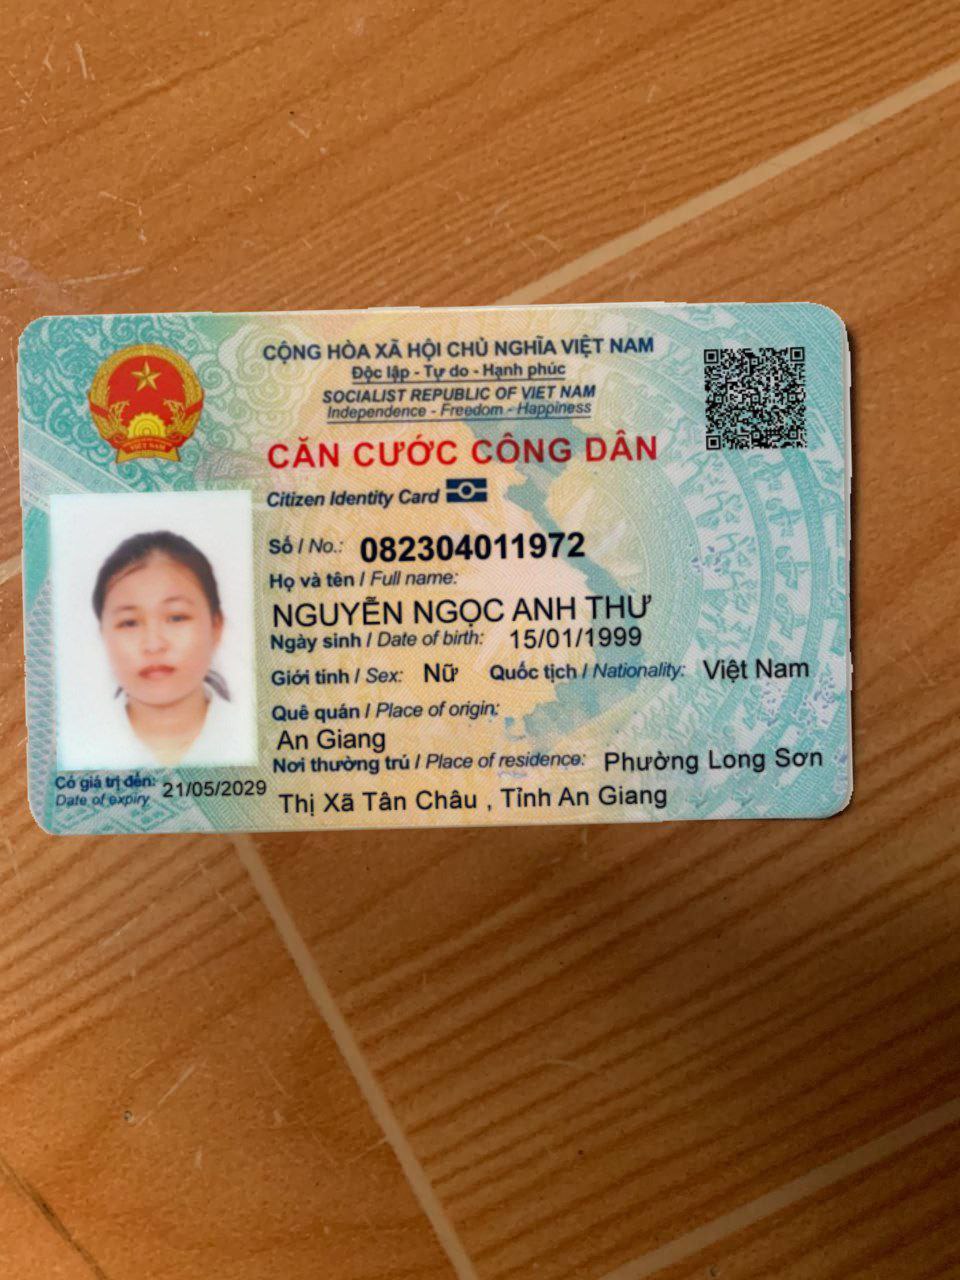 CỘNG HÒA XÃ HỘI CHỦ NGHĨA VIỆT NAM
Độc lập - Tự do - Hạnh phúc
SOCIALIST REPUBLIC OF VIET NAM
Independence - Freedom - Happiness
CĂN CƯỚC CÔNG DÂN
Citizen Identity Card
VIỆT NAM
Số / No.: 082304011972
Họ và tên / Full name:
NGUYỄN NGỌC ANH THƯ
Ngày sinh / Date of birth: 15/01/1999
Giới tính / Sex: Nữ Quốc tịch / Nationality: Việt Nam
Quê quán / Place of origin:
An Giang
Nơi thường trú / Place of residence: Phường Long Sơn
Thị Xã Tân Châu , Tỉnh An Giang
Có giá trị đến: 21/05/2029
Date of expiry